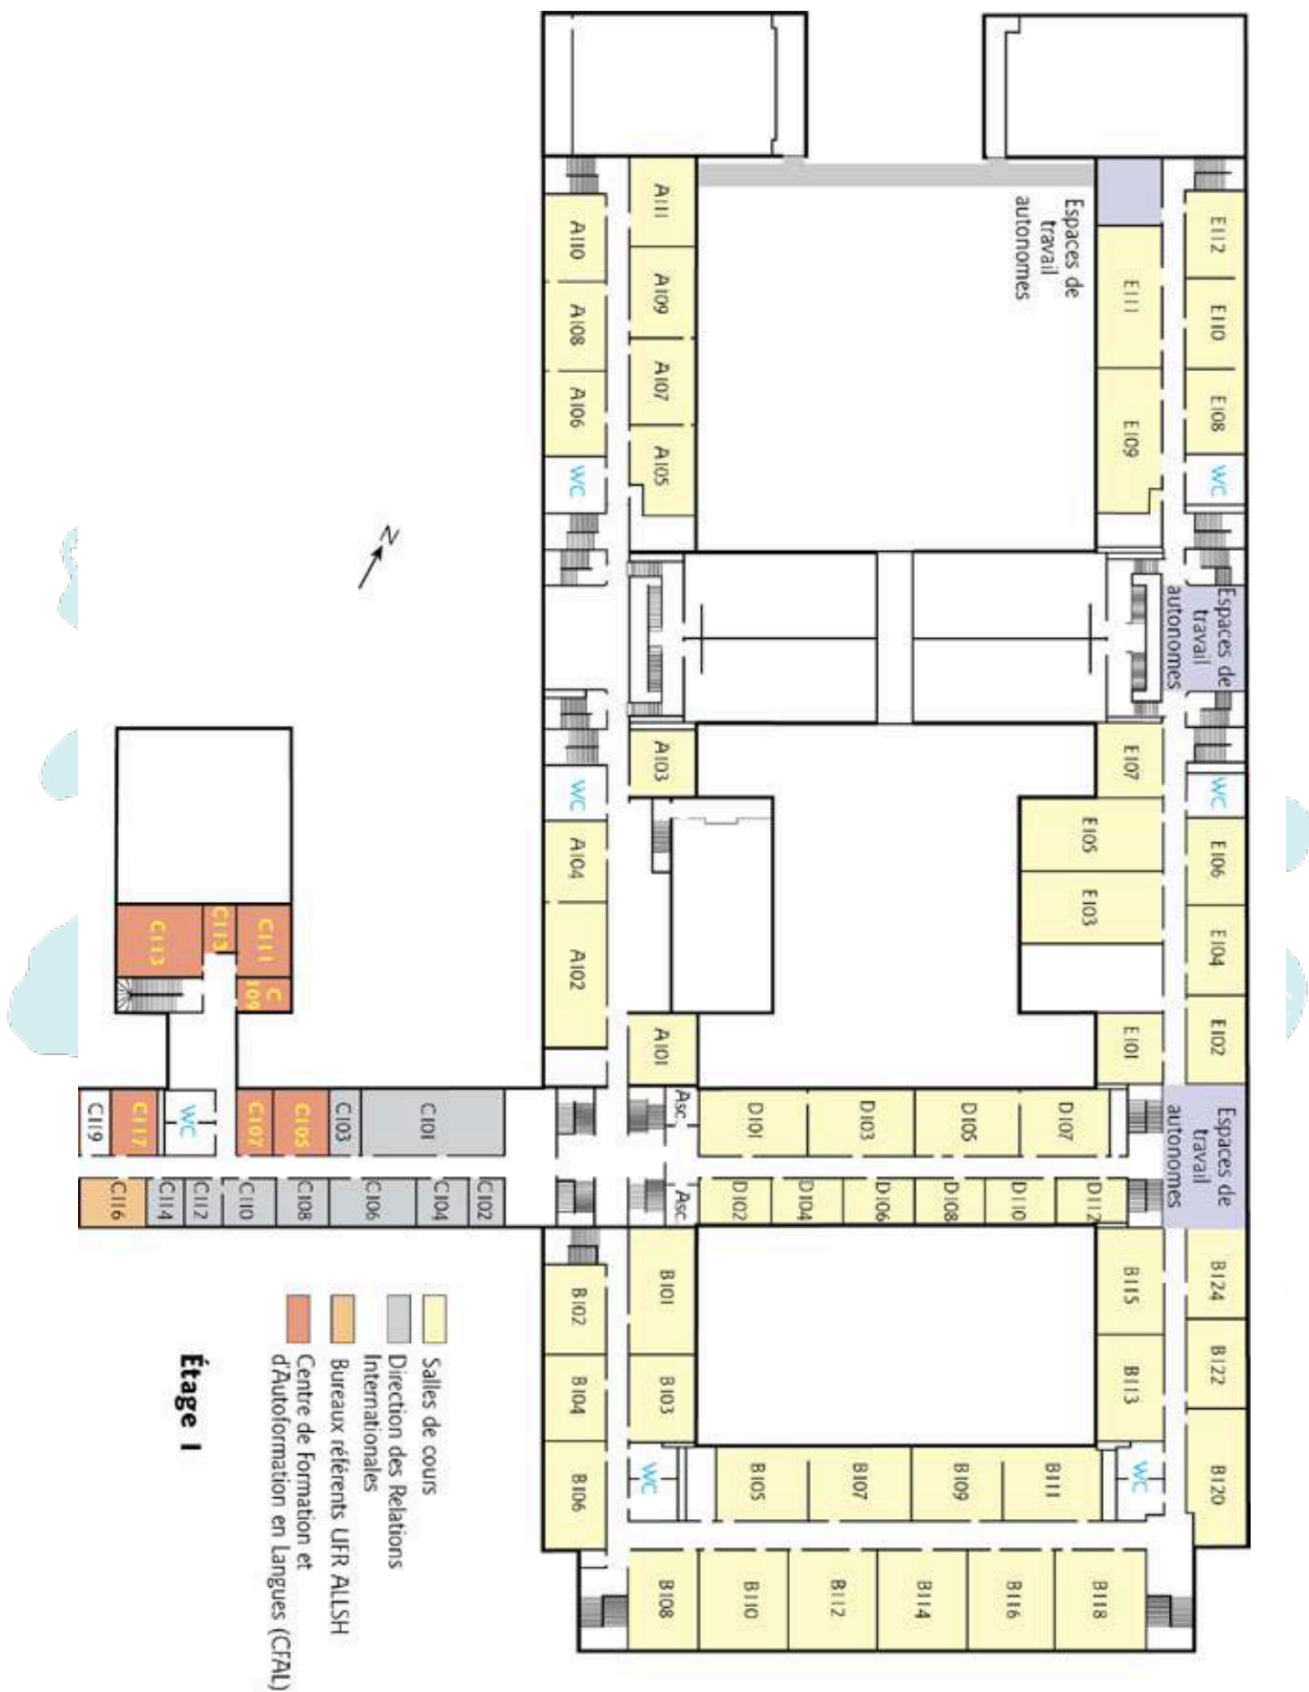 A111
A109
A107
A105
A110
A108
A106
WC
Espaces de
travail
autonomes
E111
E109
E112
E110
E108
WC
Espaces de
travail
autonomes
N
A103
WC
A104
A102
A101
E107
E105
E103
E101
WC
E106
E104
E102
Espaces de
travail
autonomes
C113
C113
C111
C
109
C119
C117
WC
C107
C105
C103
C101
C116
C114
C112
C110
C108
C106
C104
C102
Asc.
Asc.
D101
D103
D105
D107
D102
D104
D106
D108
D110
D112
B102
B104
B106
B101
B103
WC
B105
B107
B109
B111
WC
B115
B113
B124
B122
B120
B108
B110
B112
B114
B116
B118
Salles de cours
Direction des Relations
Internationales
Bureaux référents UFR ALLSH
Centre de Formation et
d'Autoformation en Langues (CFAL)
Étage 1